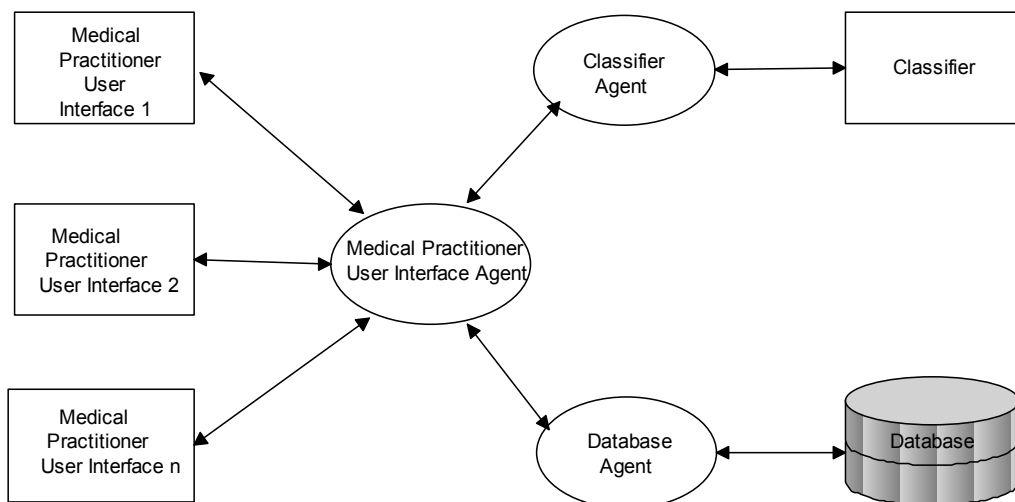 Medical
Practitioner
User
Interface 1
Classifier
Agent
Classifier
Medical
Practitioner
User Interface 2
Medical Practitioner
User Interface Agent
Medical
Practitioner
User Interface n
Database
Agent
Database